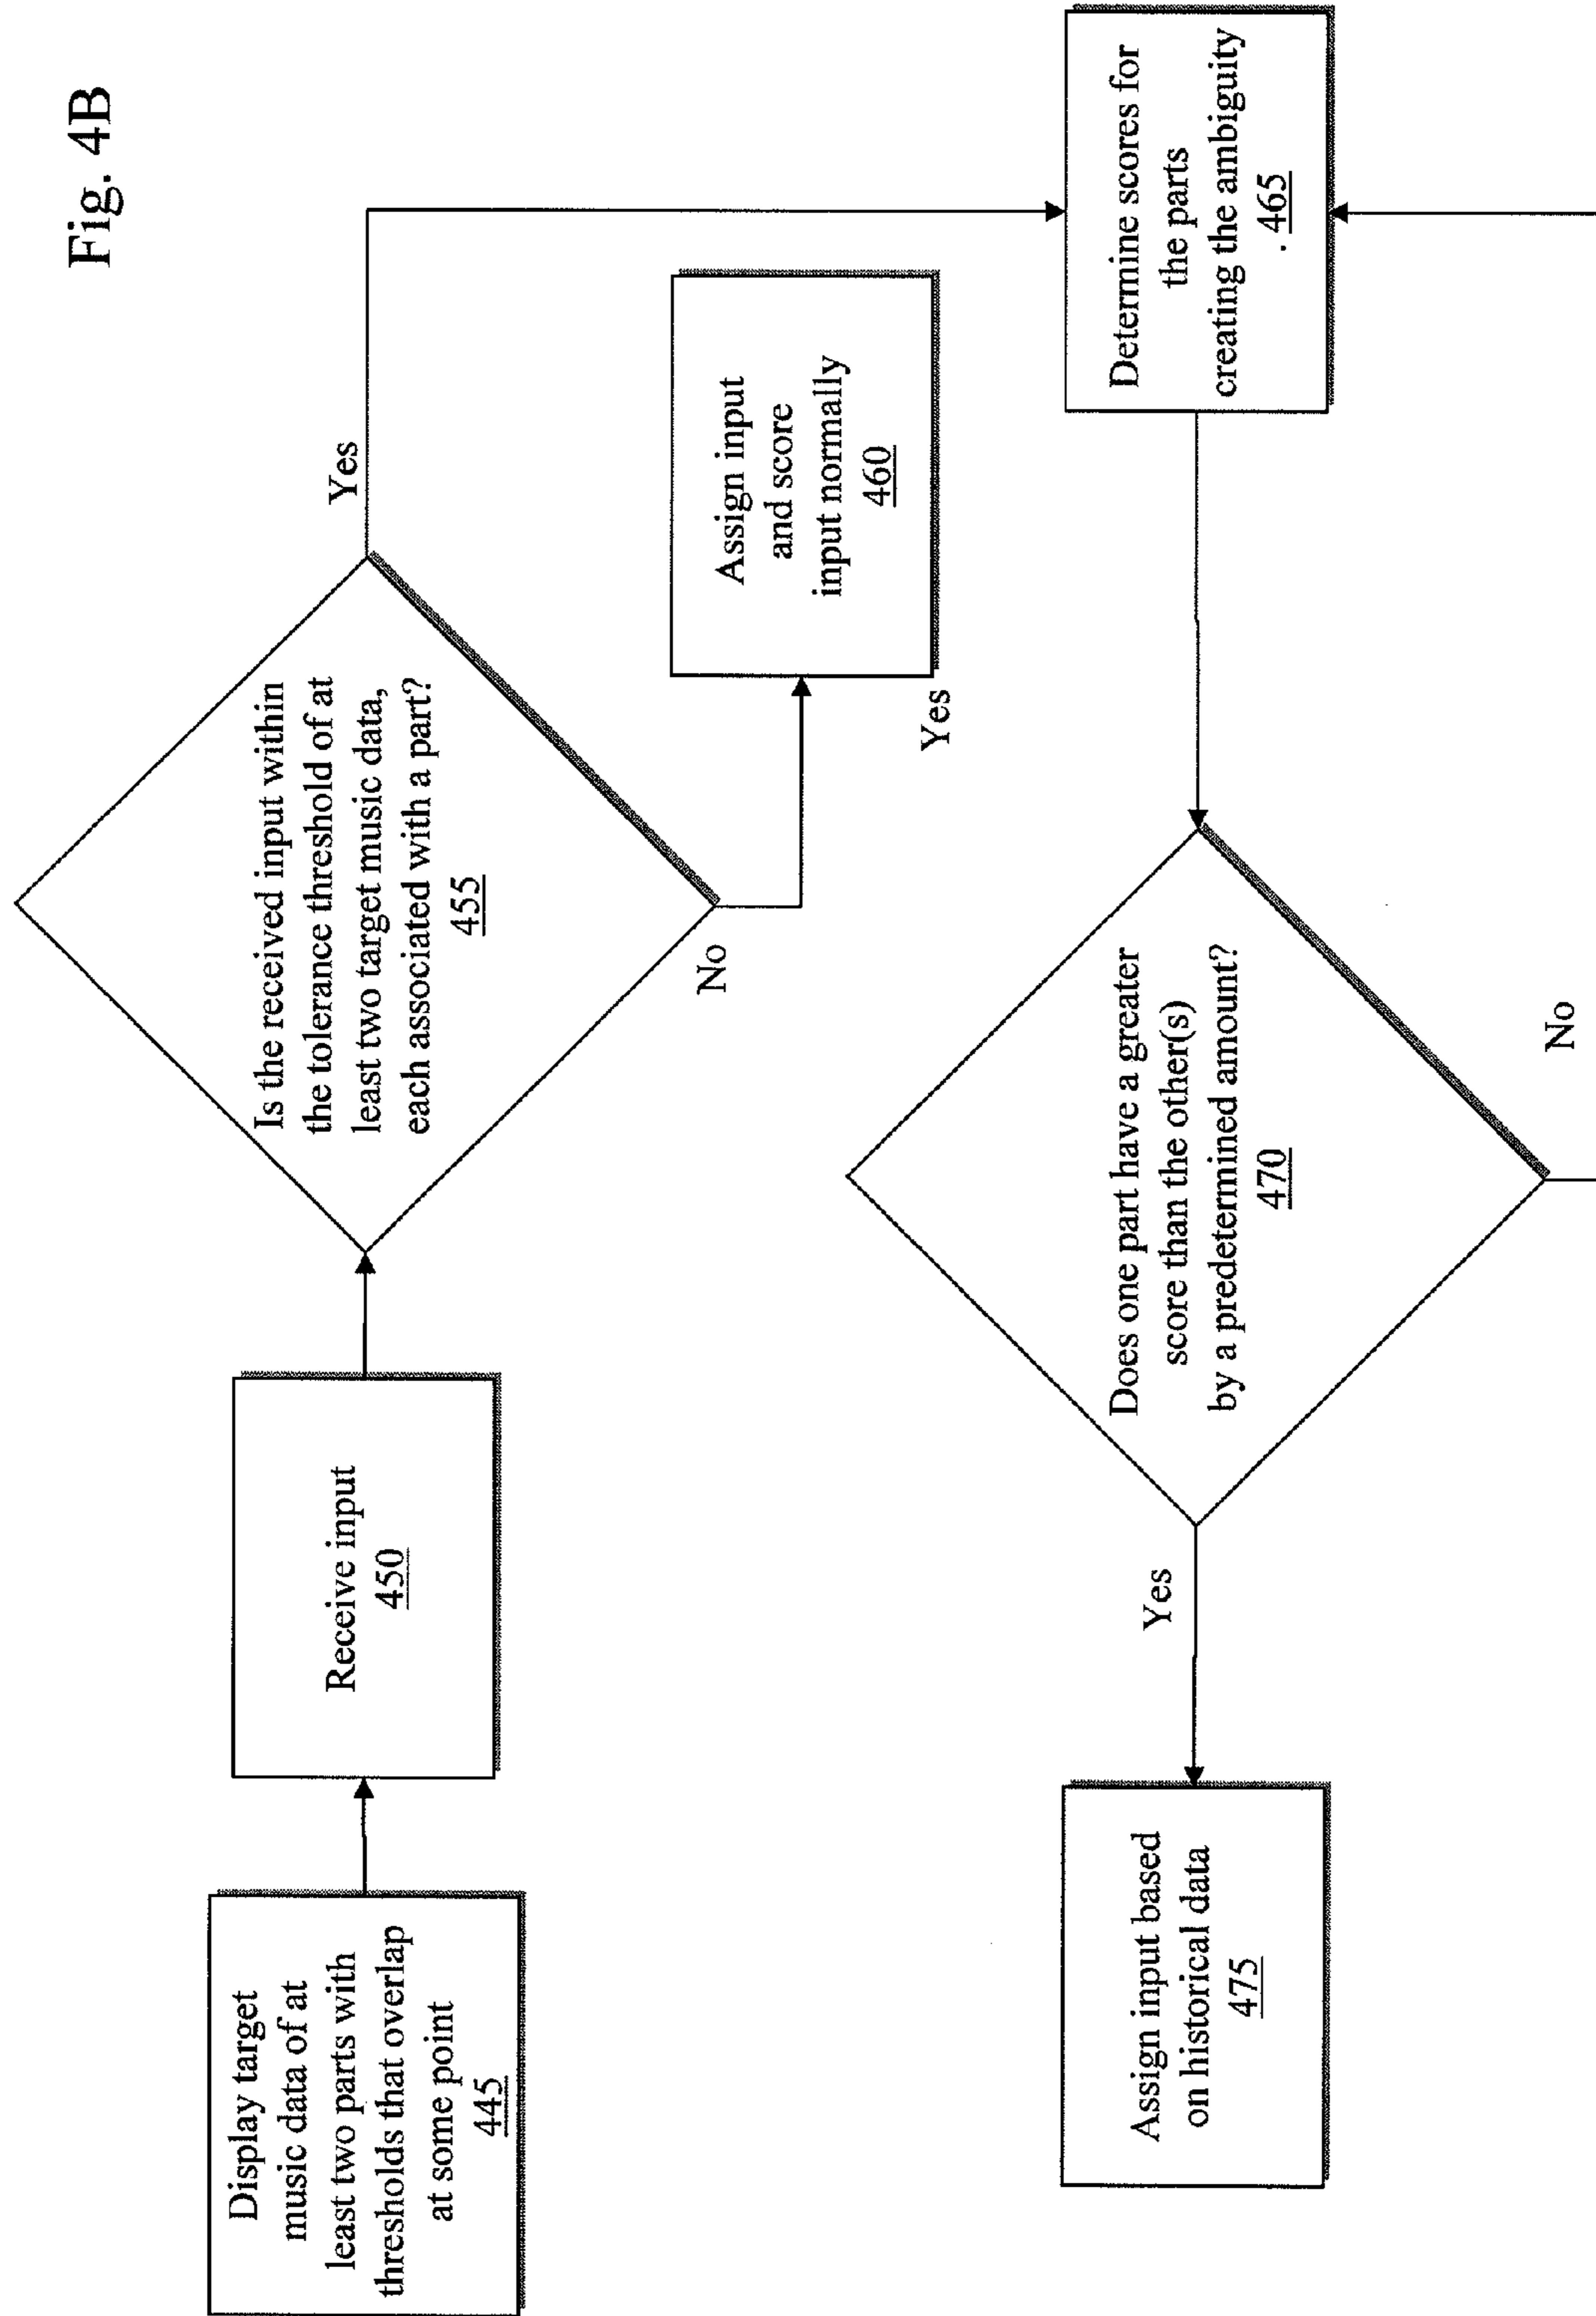 Fig. 4B
Display target
music data of at
least two parts with
thresholds that overlap
at some point
445
Receive input
450
Is the received input within
the tolerance threshold of at
least two target music data,
each associated with a part?
455
Yes
No
Assign input
and score
input normally
460
Yes
Determine scores for
the parts
creating the ambiguity
. 465
Does one part have a greater
score than the other(s)
by a predetermined amount?
470
Yes
No
Assign input based
on historical data
475